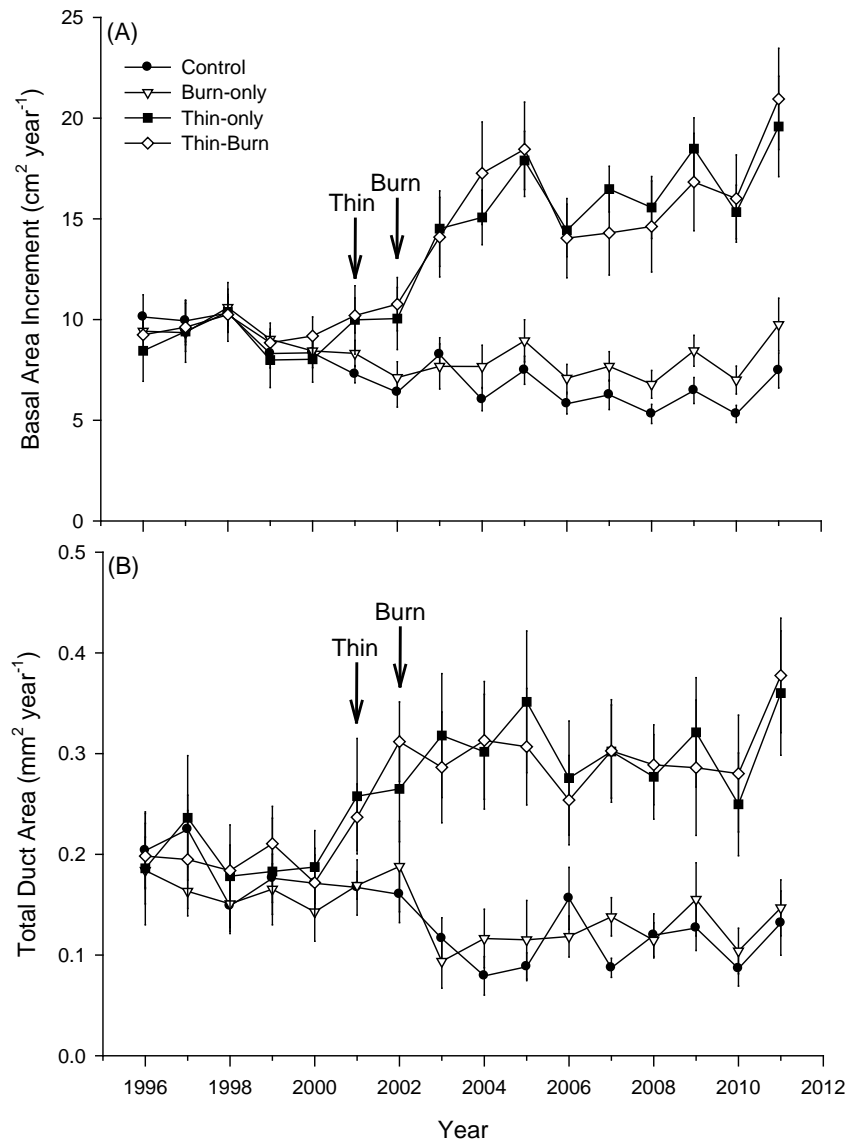 (A)
Control
Burn-only
Thin-only
Thin-Burn
Thin
Burn
Basal Area Increment (cm² year⁻¹)
25
20
15
10
5
0
(B)
Thin
Burn
Total Duct Area (mm² year⁻¹)
0.5
0.4
0.3
0.2
0.1
0.0
1996 1998 2000 2002 2004 2006 2008 2010 2012
Year